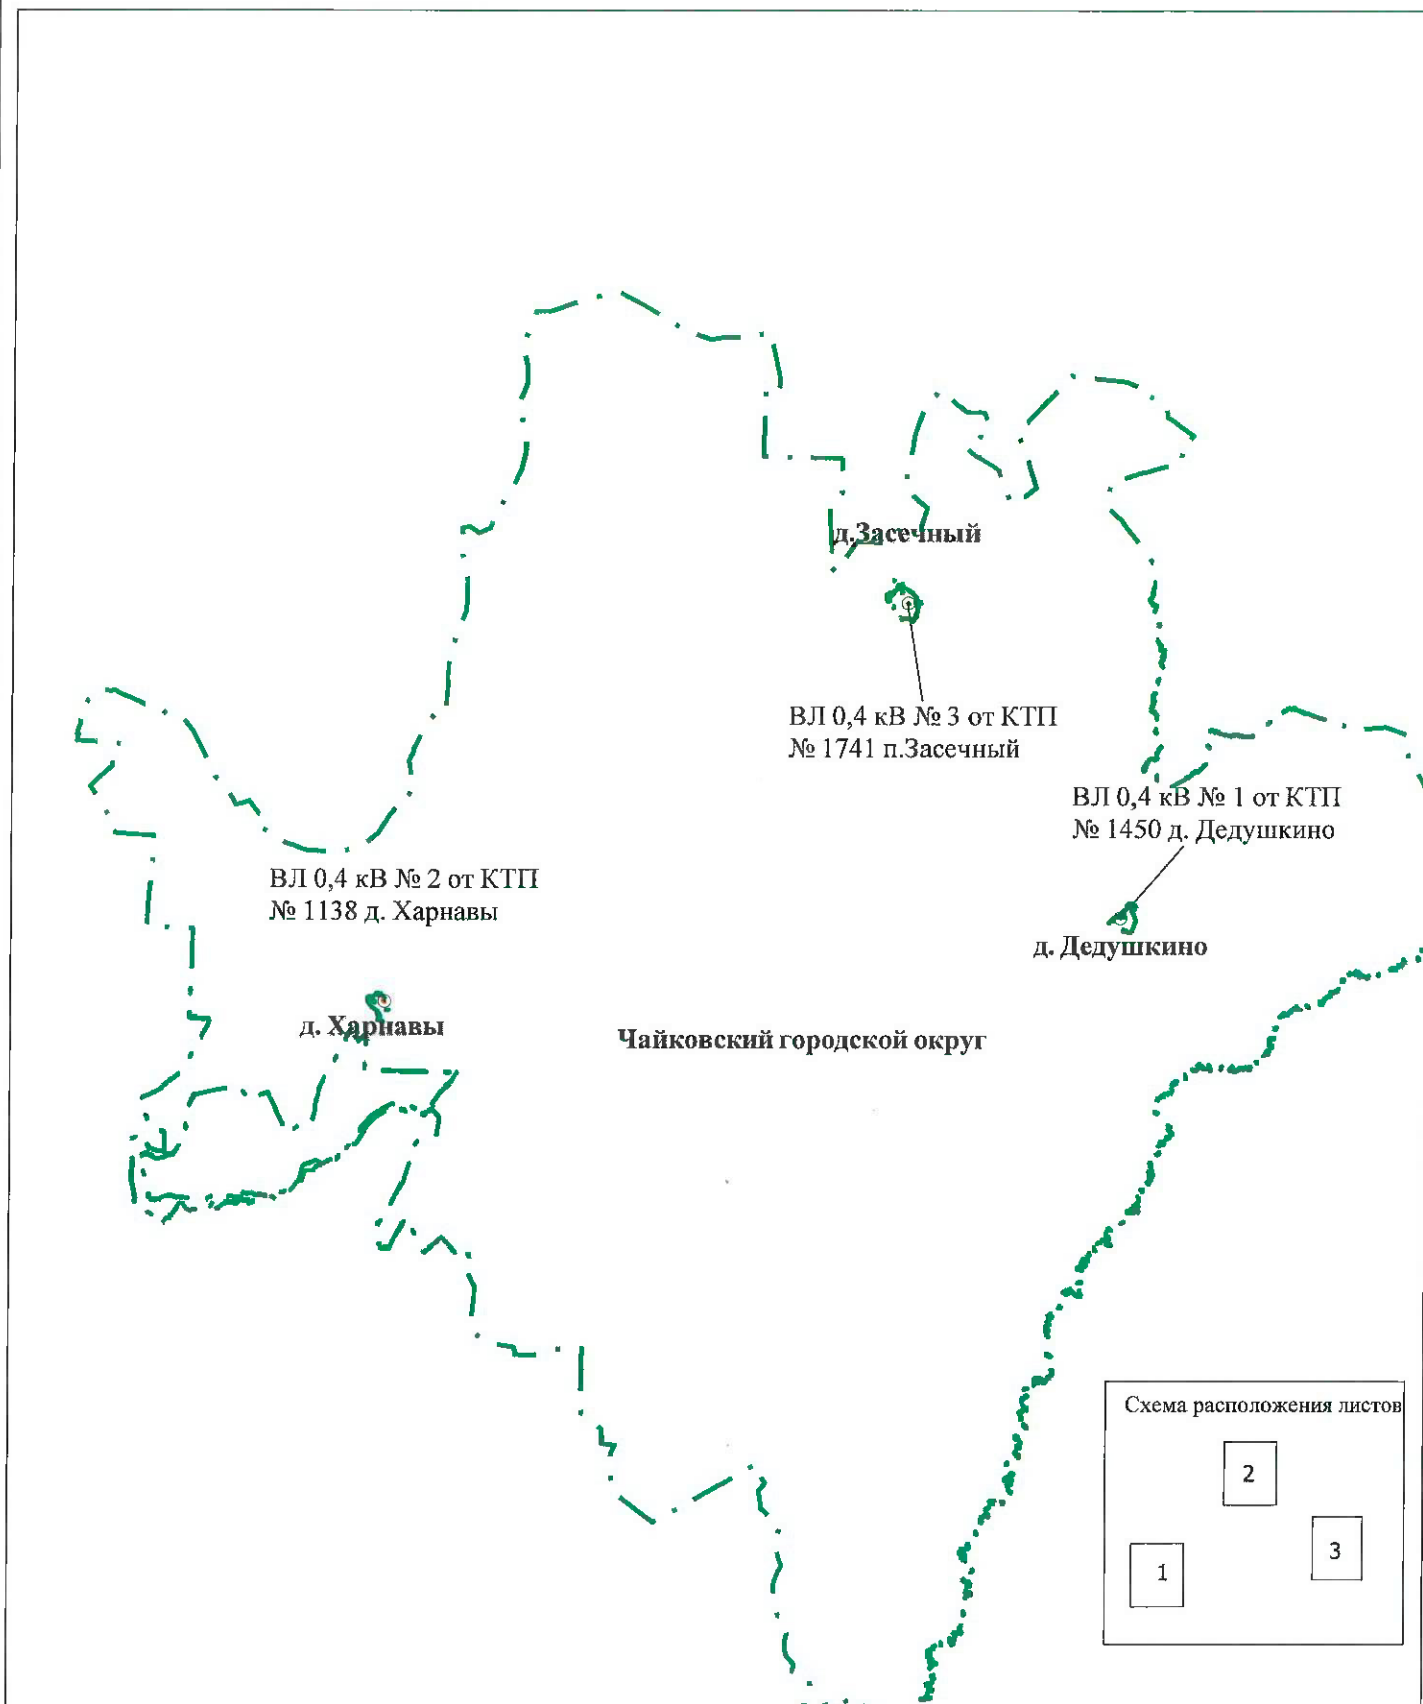 д.Засечный
ВЛ 0,4 кВ № 3 от КТП
№ 1741 п.Засечный
ВЛ 0,4 кВ № 1 от КТП
№ 1450 д. Дедушкино
ВЛ 0,4 кВ № 2 от КТП
№ 1138 д. Харнавы
д. Дедушкино
д. Харнавы
Чайковский городской округ
Схема расположения листов
2
3
1